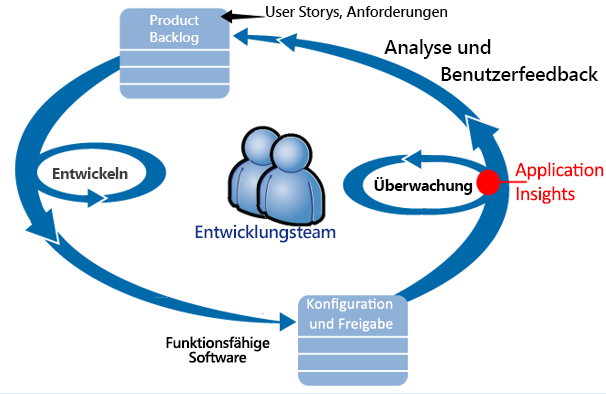 Product
Backlog
User Storys, Anforderungen
Analyse und
Benutzerfeedback
Entwickeln
Überwachung
Application
Insights
Entwicklungsteam
Konfiguration
und Freigabe
Funktionsfähige
Software